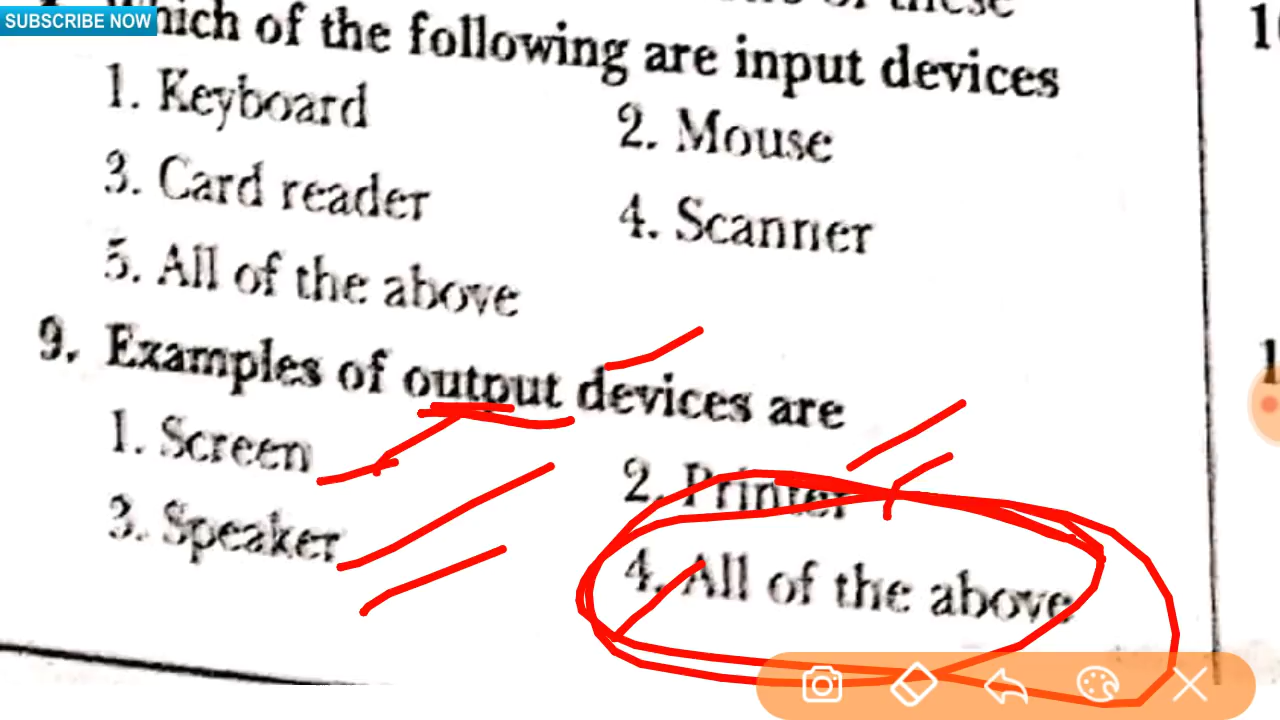 SUBSCRIBE NOW
these
Which of the following are input devices
1. Keyboard
2. Mouse
3. Card reader
4. Scanner
5. All of the above
9. Examples of output devices are
1. Screen
2. Printer
3. Speaker
4. All of the above